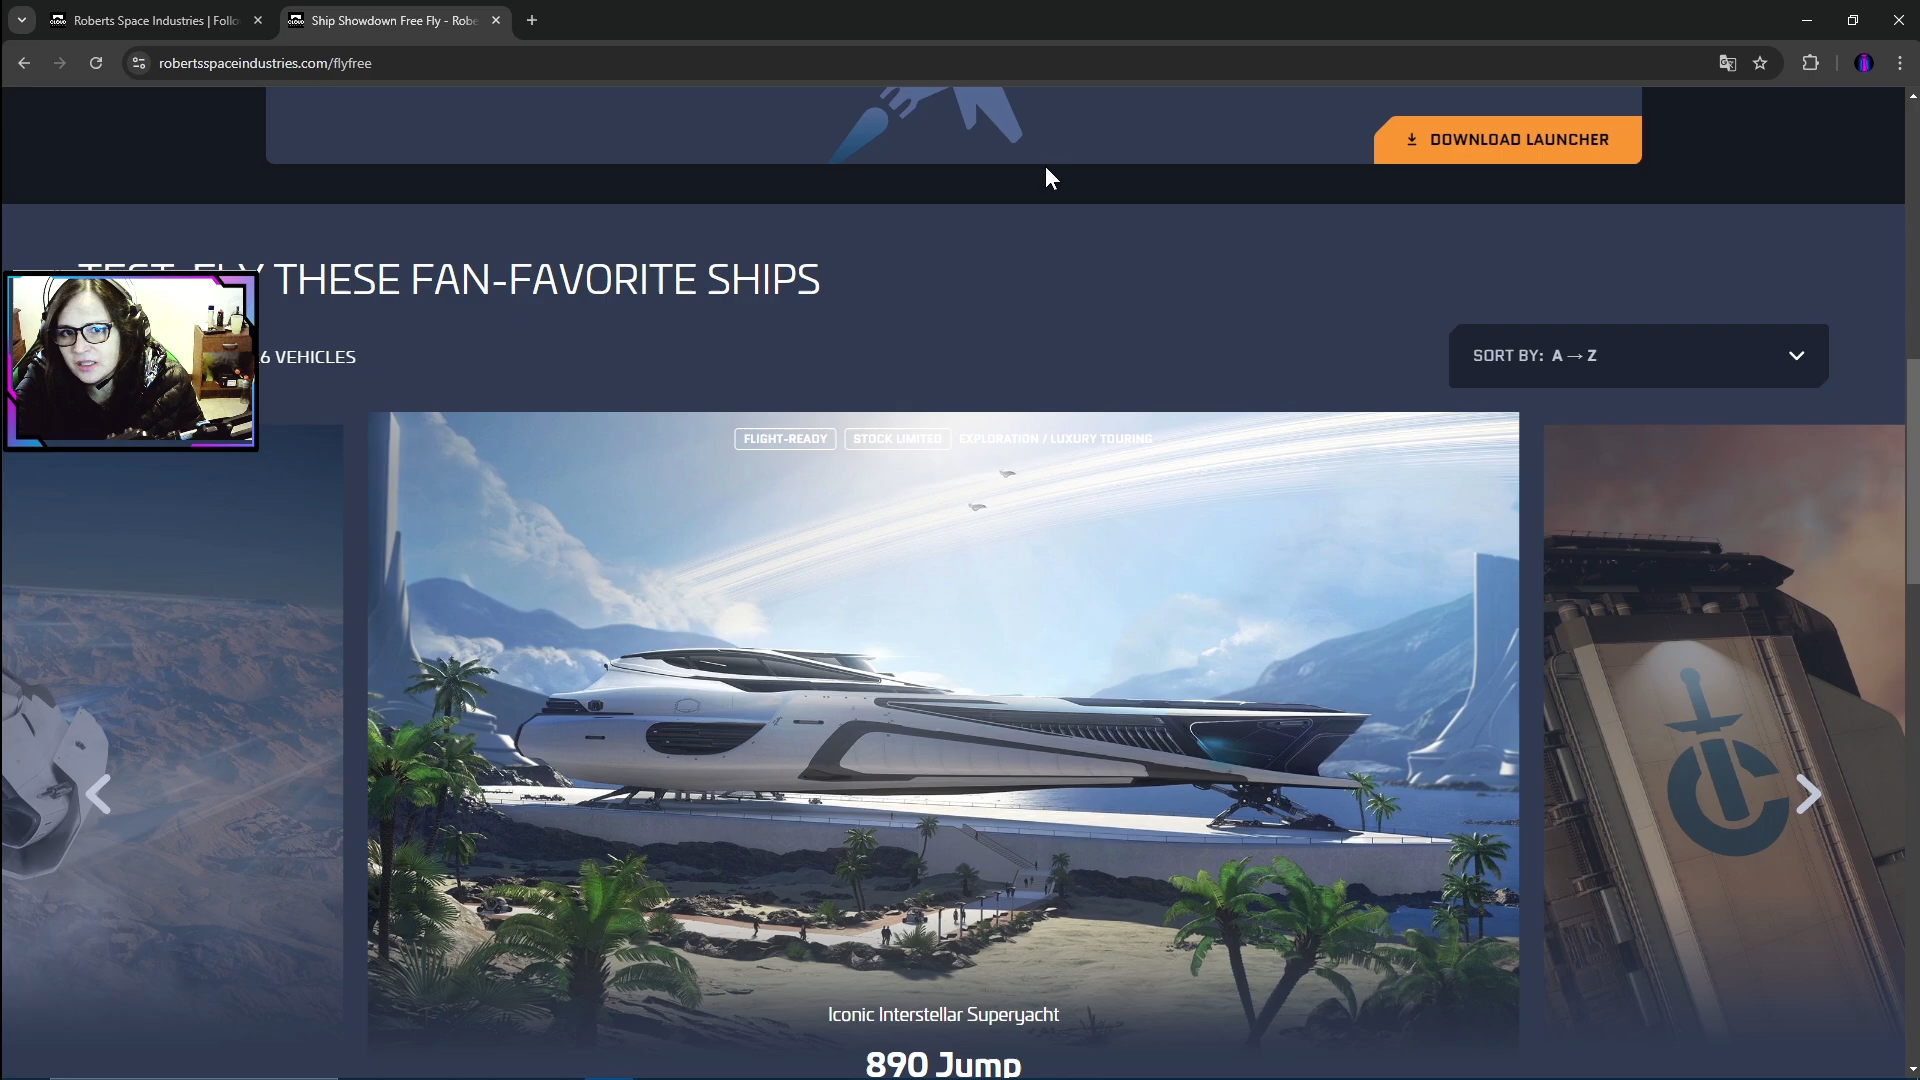 Roberts Space Industries | Follo
Ship Showdown Free Fly - Robe
robertsspaceindustries.com/flyfree
DOWNLOAD LAUNCHER
TEST-FLY THESE FAN-FAVORITE SHIPS
6 VEHICLES
SORT BY: A → Z
FLIGHT-READY STOCK LIMITED EXPLORATION / LUXURY TOURING
Iconic Interstellar Superyacht
890 Jump